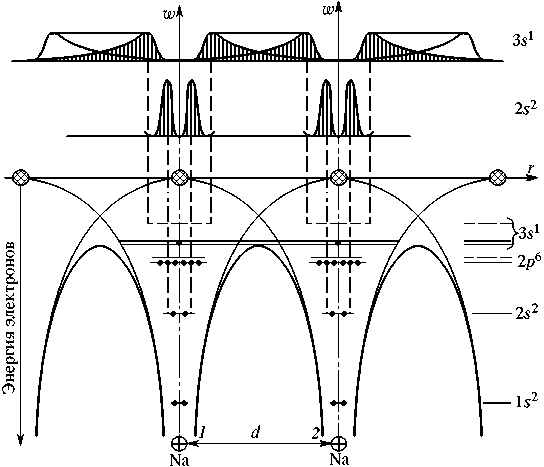 w
w
3s¹
2s²
r
3s¹
2p⁶
2s²
1s²
Энергия электронов
1 d 2
Na Na